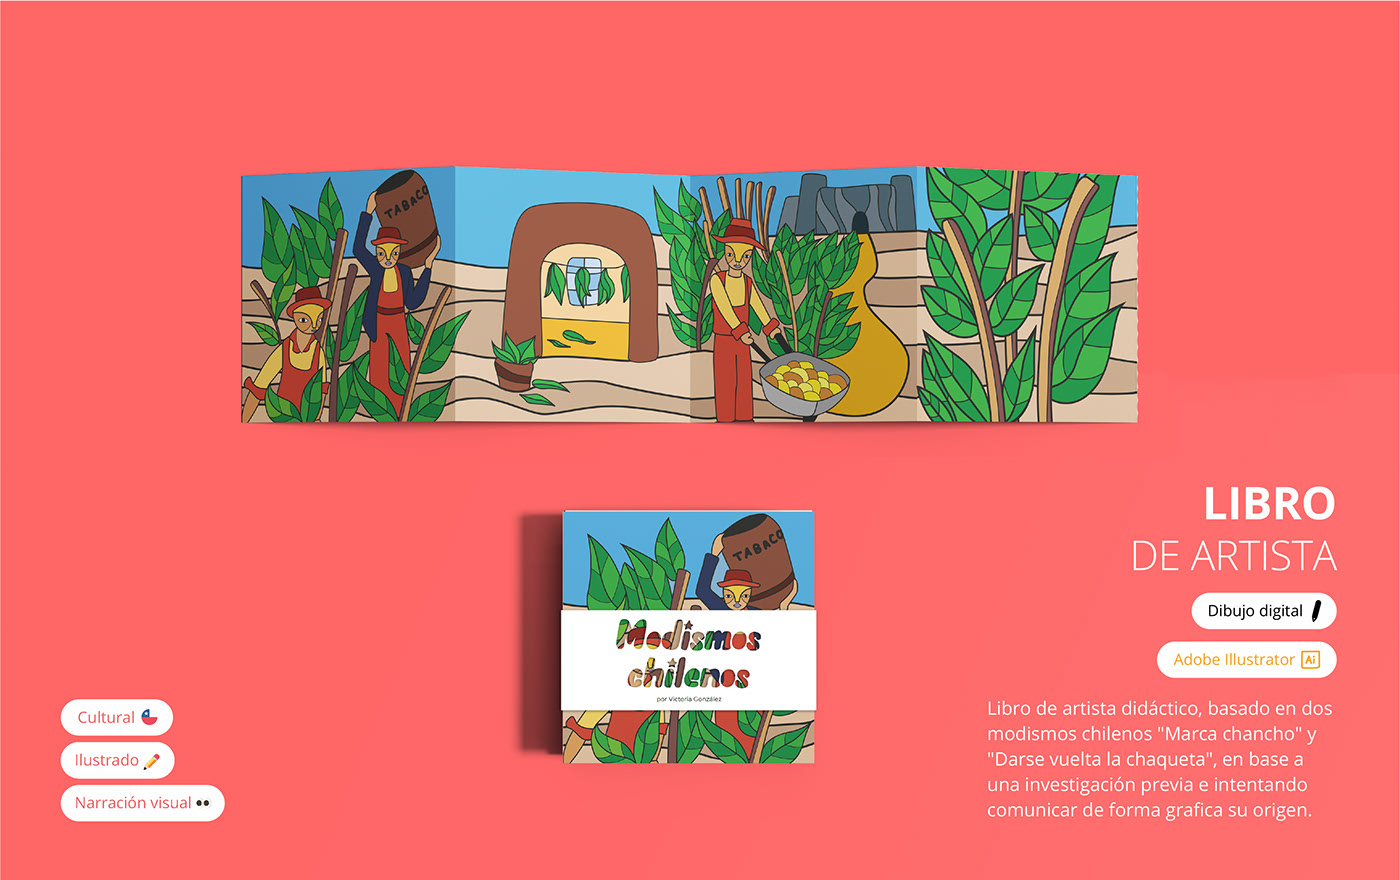 TABACO
TABACO
Modismos
chilenos
por Victoria González
LIBRO
DE ARTISTA
Dibujo digital
Adobe Illustrator Ai
Libro de artista didáctico, basado en dos
modismos chilenos "Marca chancho" y
"Darse vuelta la chaqueta", en base a
una investigación previa e intentando
comunicar de forma grafica su origen.
Cultural
Ilustrado
Narración visual